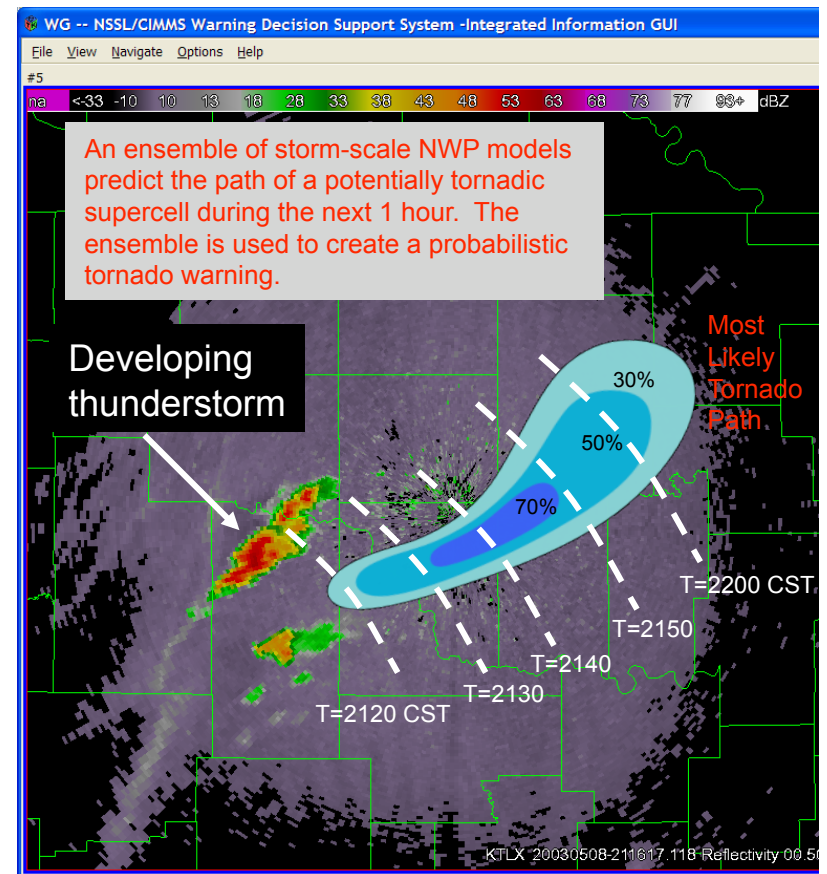 WG -- NSSL/CIMMS Warning Decision Support System -Integrated Information GUI
File View Navigate Options Help
#5
na <-33 -10 10 13 18 28 33 38 43 48 53 63 68 73 77 93+ dBZ
An ensemble of storm-scale NWP models
predict the path of a potentially tornadic
supercell during the next 1 hour. The
ensemble is used to create a probabilistic
tornado warning.
Developing
thunderstorm
Most
Likely
Tornado
Path
30%
50%
70%
T=2200 CST
T=2150
T=2140
T=2130
T=2120 CST
KTLX 20030508-211617.118 Reflectivity 00.50